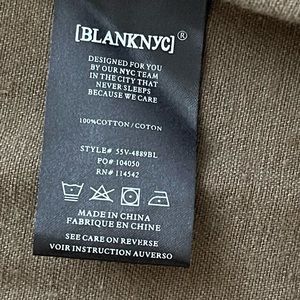 [BLANKNYC]®
DESIGNED FOR YOU
BY OUR NYC TEAM
IN THE CITY THAT
NEVER SLEEPS
BECAUSE WE CARE
100%COTTON / COTON
STYLE# 55V-4889BL
PO# 104050
RN# 114542
MADE IN CHINA
FABRIQUE EN CHINE
SEE CARE ON REVERSE
VOIR INSTRUCTION AUVERSO